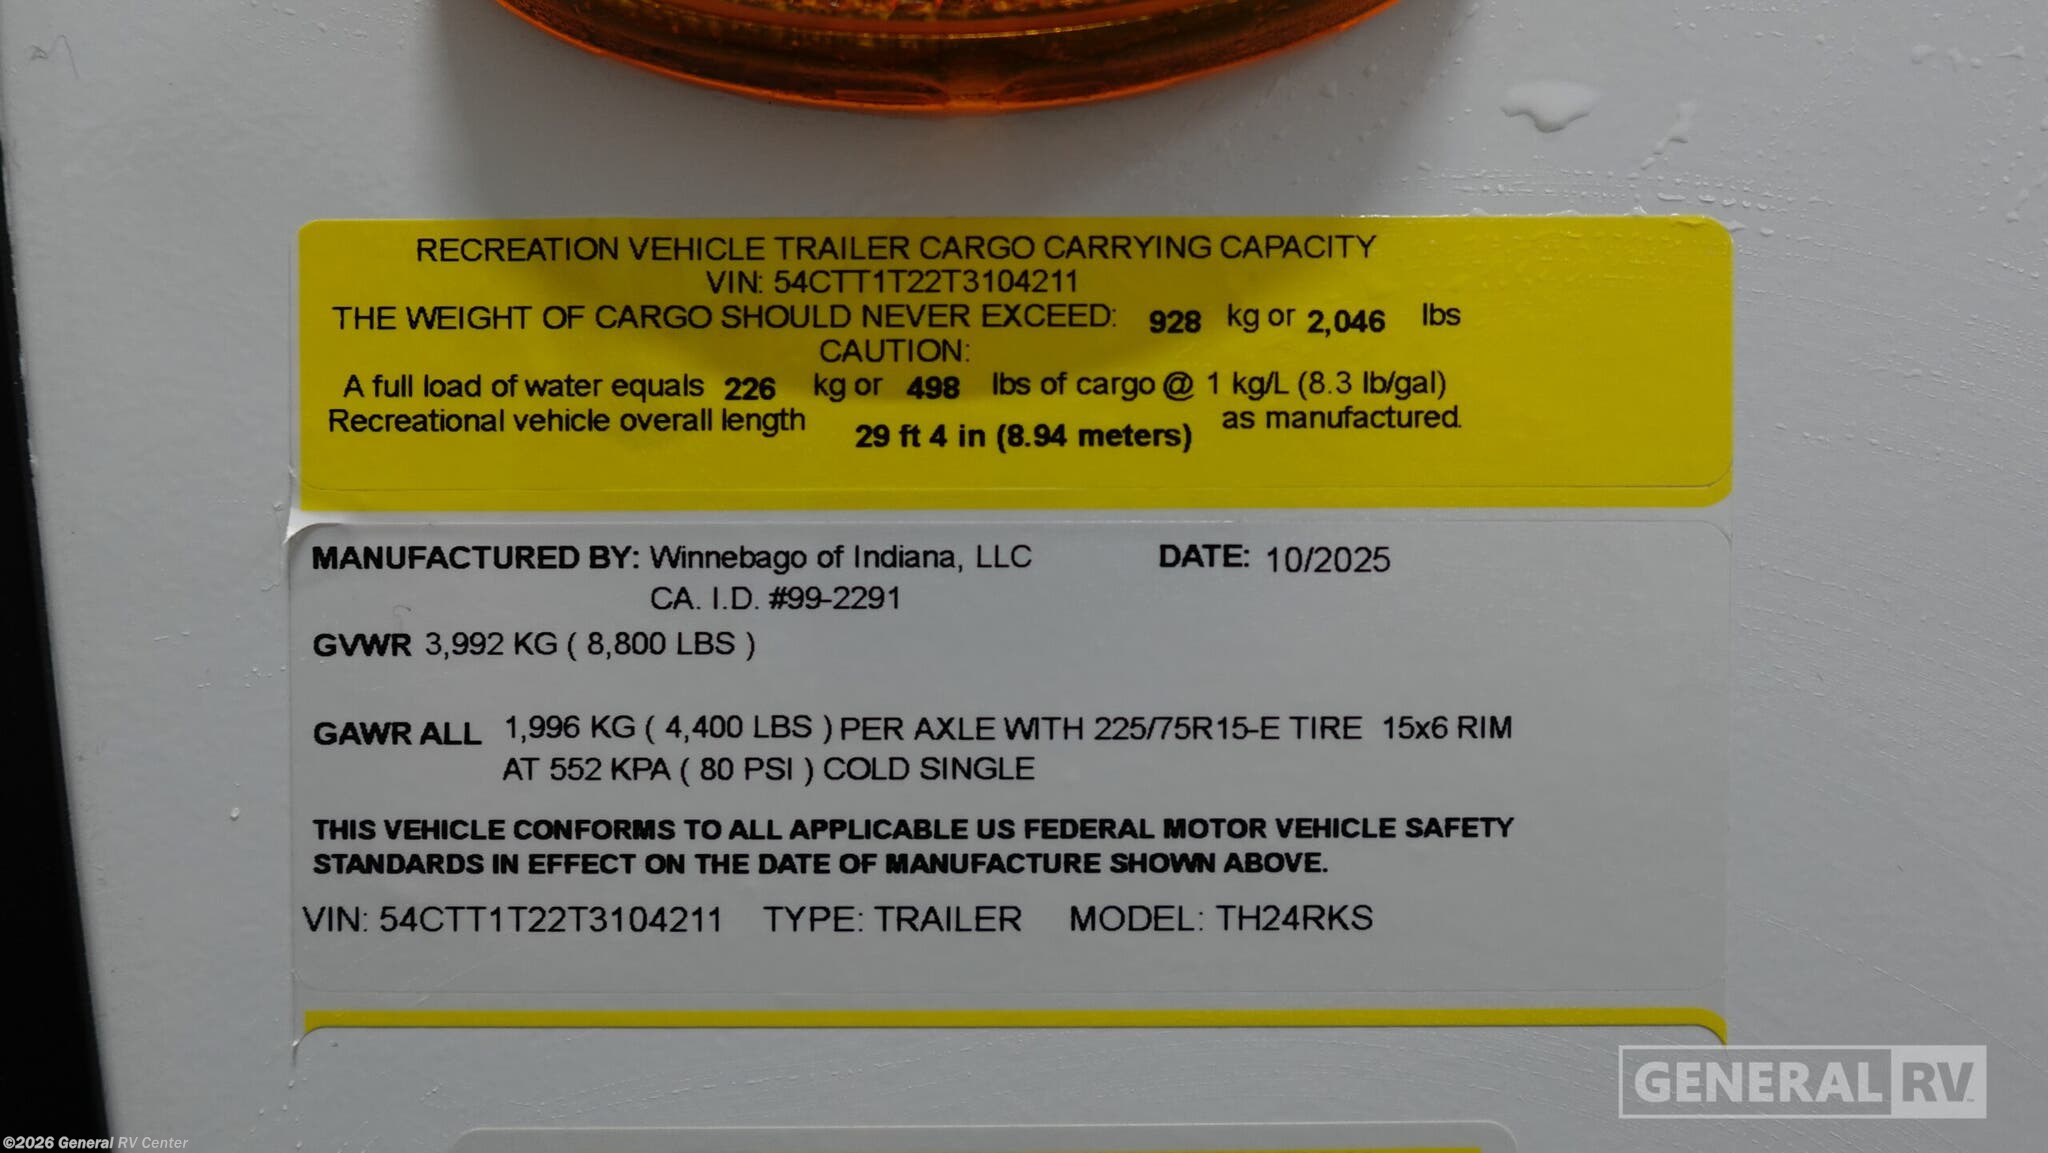 RECREATION VEHICLE TRAILER CARGO CARRYING CAPACITY
VIN: 54CTT1T22T3104211
THE WEIGHT OF CARGO SHOULD NEVER EXCEED: 928 kg or 2,046 lbs
CAUTION:
A full load of water equals 226 kg or 498 lbs of cargo @ 1 kg/L (8.3 lb/gal)
Recreational vehicle overall length 29 ft 4 in (8.94 meters) as manufactured.
MANUFACTURED BY: Winnebago of Indiana, LLC DATE: 10/2025
CA. I.D. #99-2291
GVWR 3,992 KG ( 8,800 LBS )
GAWR ALL 1,996 KG ( 4,400 LBS ) PER AXLE WITH 225/75R15-E TIRE 15x6 RIM
AT 552 KPA ( 80 PSI ) COLD SINGLE
THIS VEHICLE CONFORMS TO ALL APPLICABLE US FEDERAL MOTOR VEHICLE SAFETY
STANDARDS IN EFFECT ON THE DATE OF MANUFACTURE SHOWN ABOVE.
VIN: 54CTT1T22T3104211 TYPE: TRAILER MODEL: TH24RKS
GENERAL RV
©2026 General RV Center